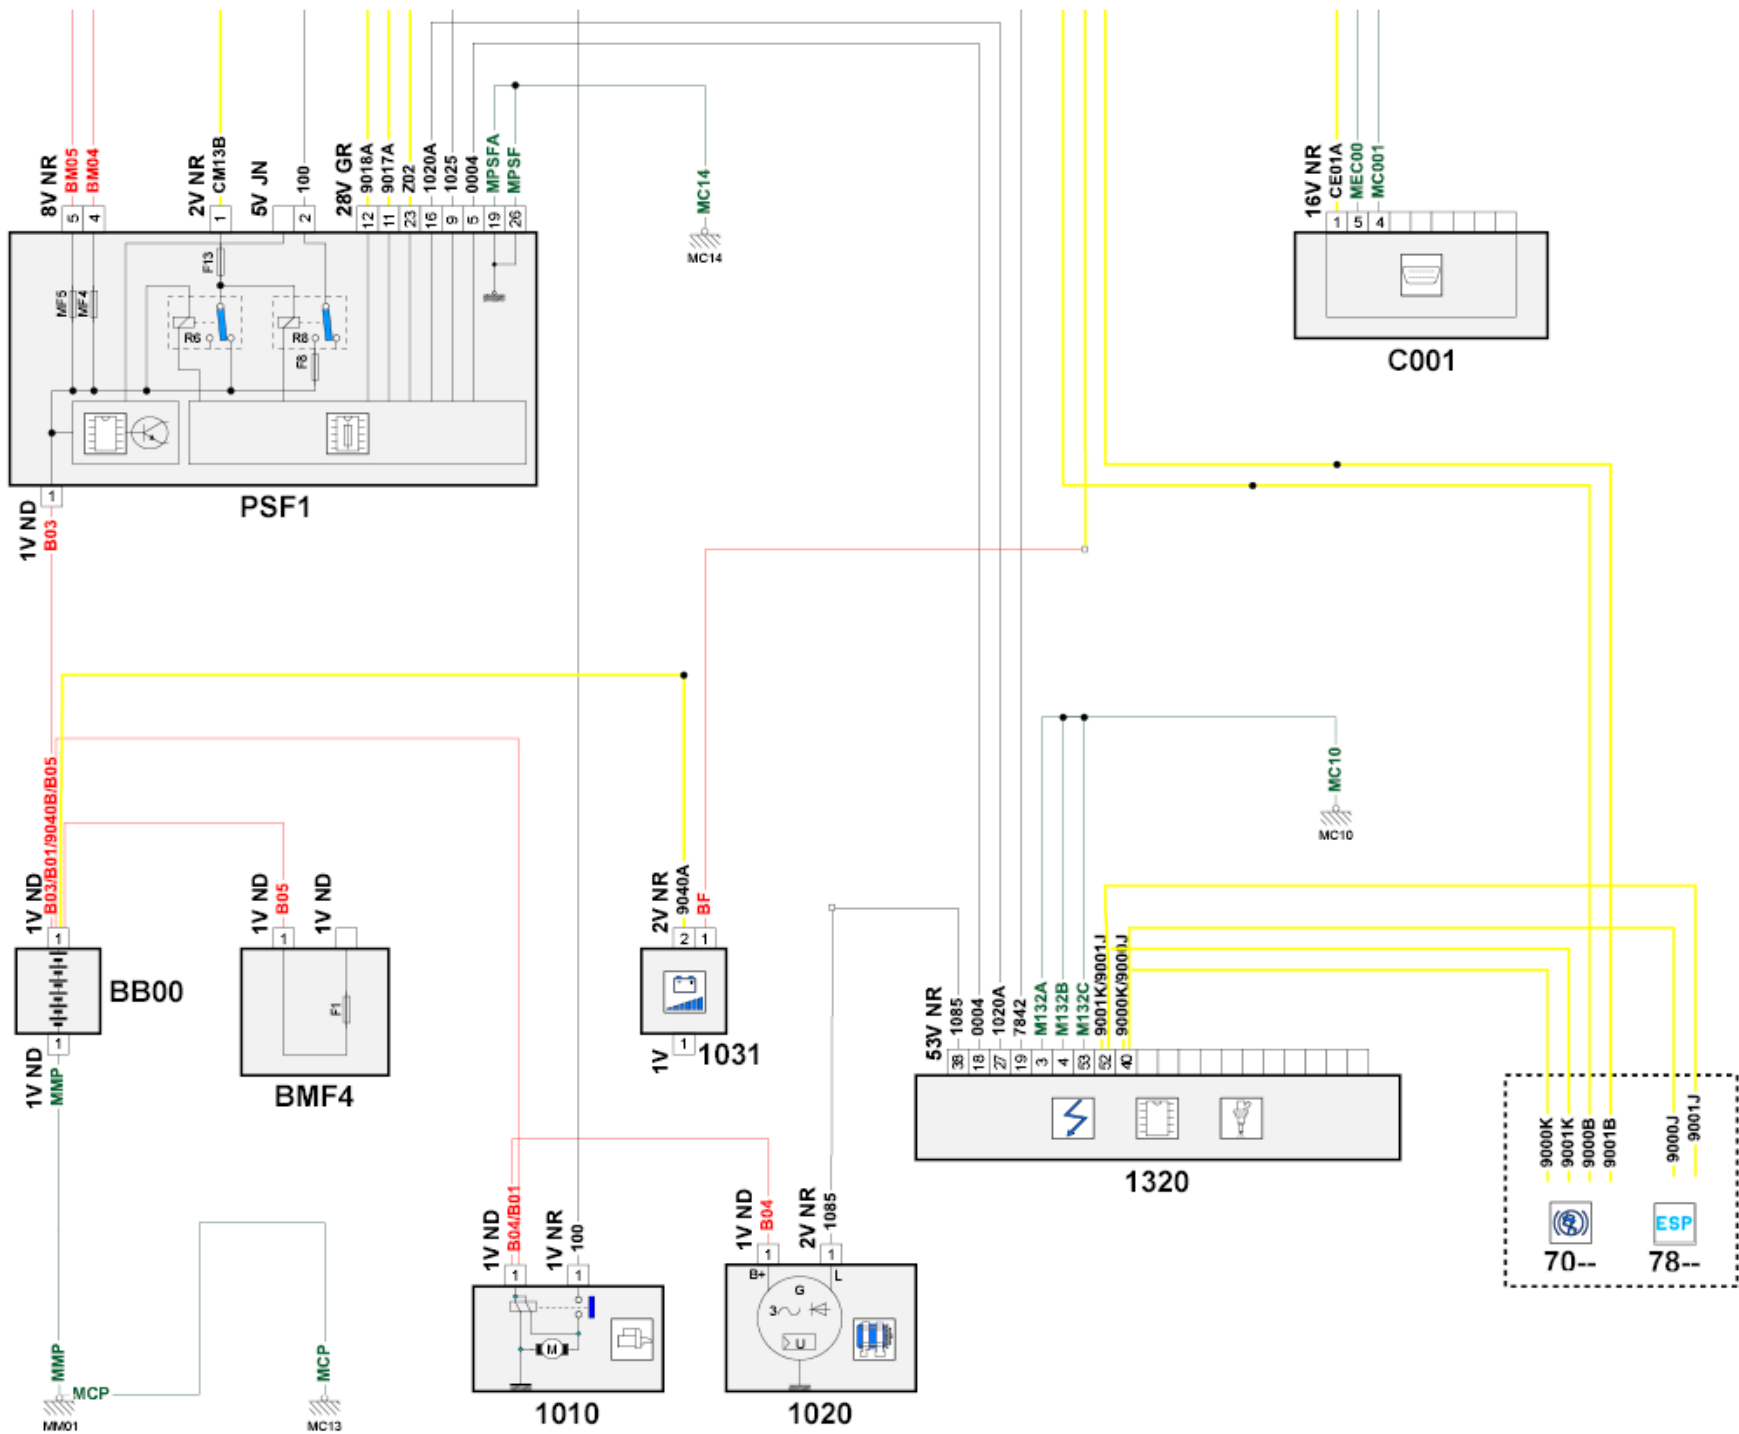 8V NR
BM05
BM04
2V NR
CM13B
5V JN
100
28V GR
9018A
9017A
Z02
1020A
1025
0004
MPSFA
MPSF
MC14
16V NR
CE01A
MEC00
MC001
5 4
1
2
12 11 23 16 9 5 19 26
1 5 4
MC14
F13
MF5
MF4
R6
R8
F8
C001
PSF1
1
1V ND
B03
B03/B01/9040B/B05
1V ND
1V ND
B05
1V ND
2V NR
9040A
BF
MC10
MC10
1
1
2 1
BB00
F1
1
1V ND
MMP
BMF4
1V
1
1031
53V NR
1085
0004
1020A
7842
M132A
M132B
M132C
9001K/9001J
9000K/9000J
38 18 27 19 3 4 53 52 40
1320
9000K
9001K
9000B
9001B
9000J
9001J
ESP
70--
78--
1V ND
B04/B01
1V NR
100
1V ND
B04
2V NR
1085
1
1
1
1
B+
L
G
3
U
M
1010
1020
MMP
MCP
MCP
MM01
MC13